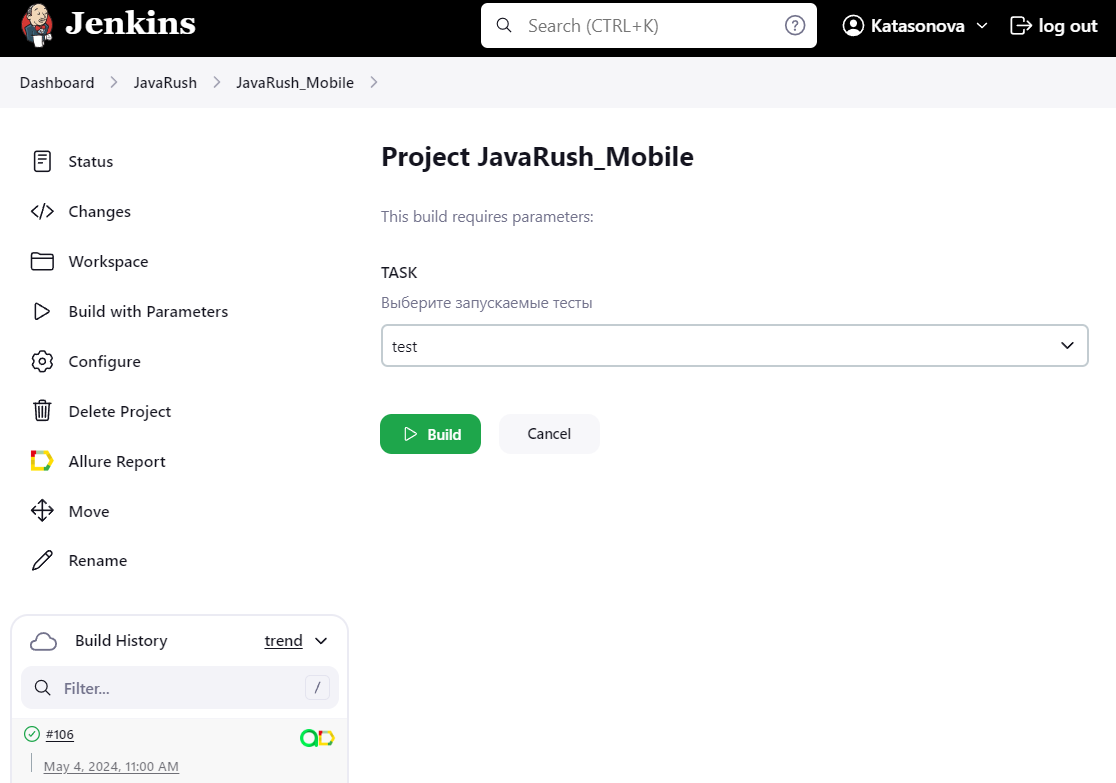 Jenkins
Search (CTRL+K)
?
Katasonova
log out
Dashboard
JavaRush
JavaRush_Mobile
Status
Changes
Workspace
Build with Parameters
Configure
Delete Project
Allure Report
Move
Rename
Build History
trend
Filter...
/
#106
May 4, 2024, 11:00 AM
Project JavaRush_Mobile
This build requires parameters:
TASK
Выберите запускаемые тесты
test
Build
Cancel